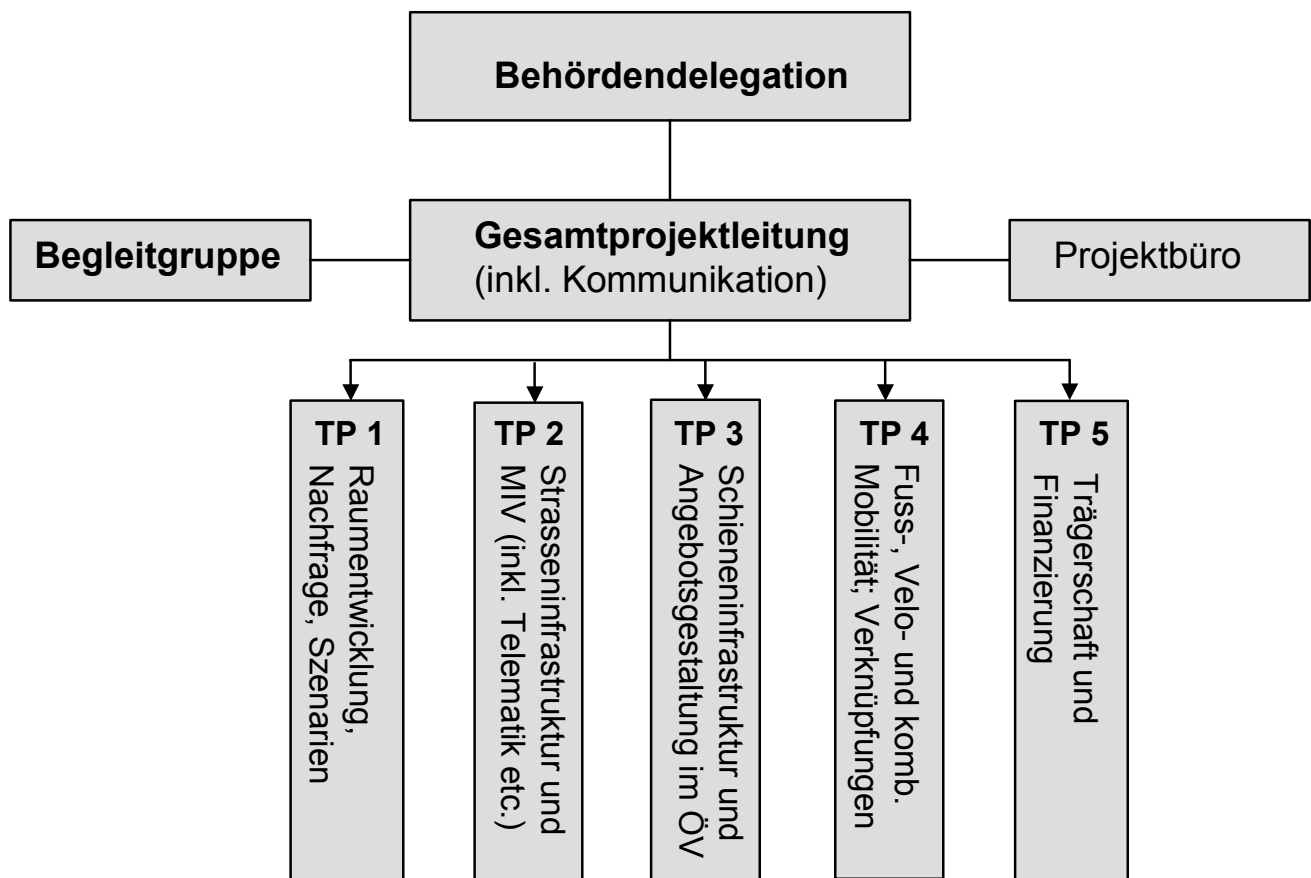 Behördendelegation
Begleitgruppe
Gesamtprojektleitung
(inkl. Kommunikation)
Projektbüro
TP 1
Raumentwicklung,
Nachfrage, Szenarien
TP 2
Strasseninfrastruktur und
MIV (inkl. Telematik etc.)
TP 3
Schieneninfrastruktur und
Angebotsgestaltung im ÖV
TP 4
Fuss-, Velo- und komb.
Mobilität; Verknüpfungen
TP 5
Trägerschaft und
Finanzierung